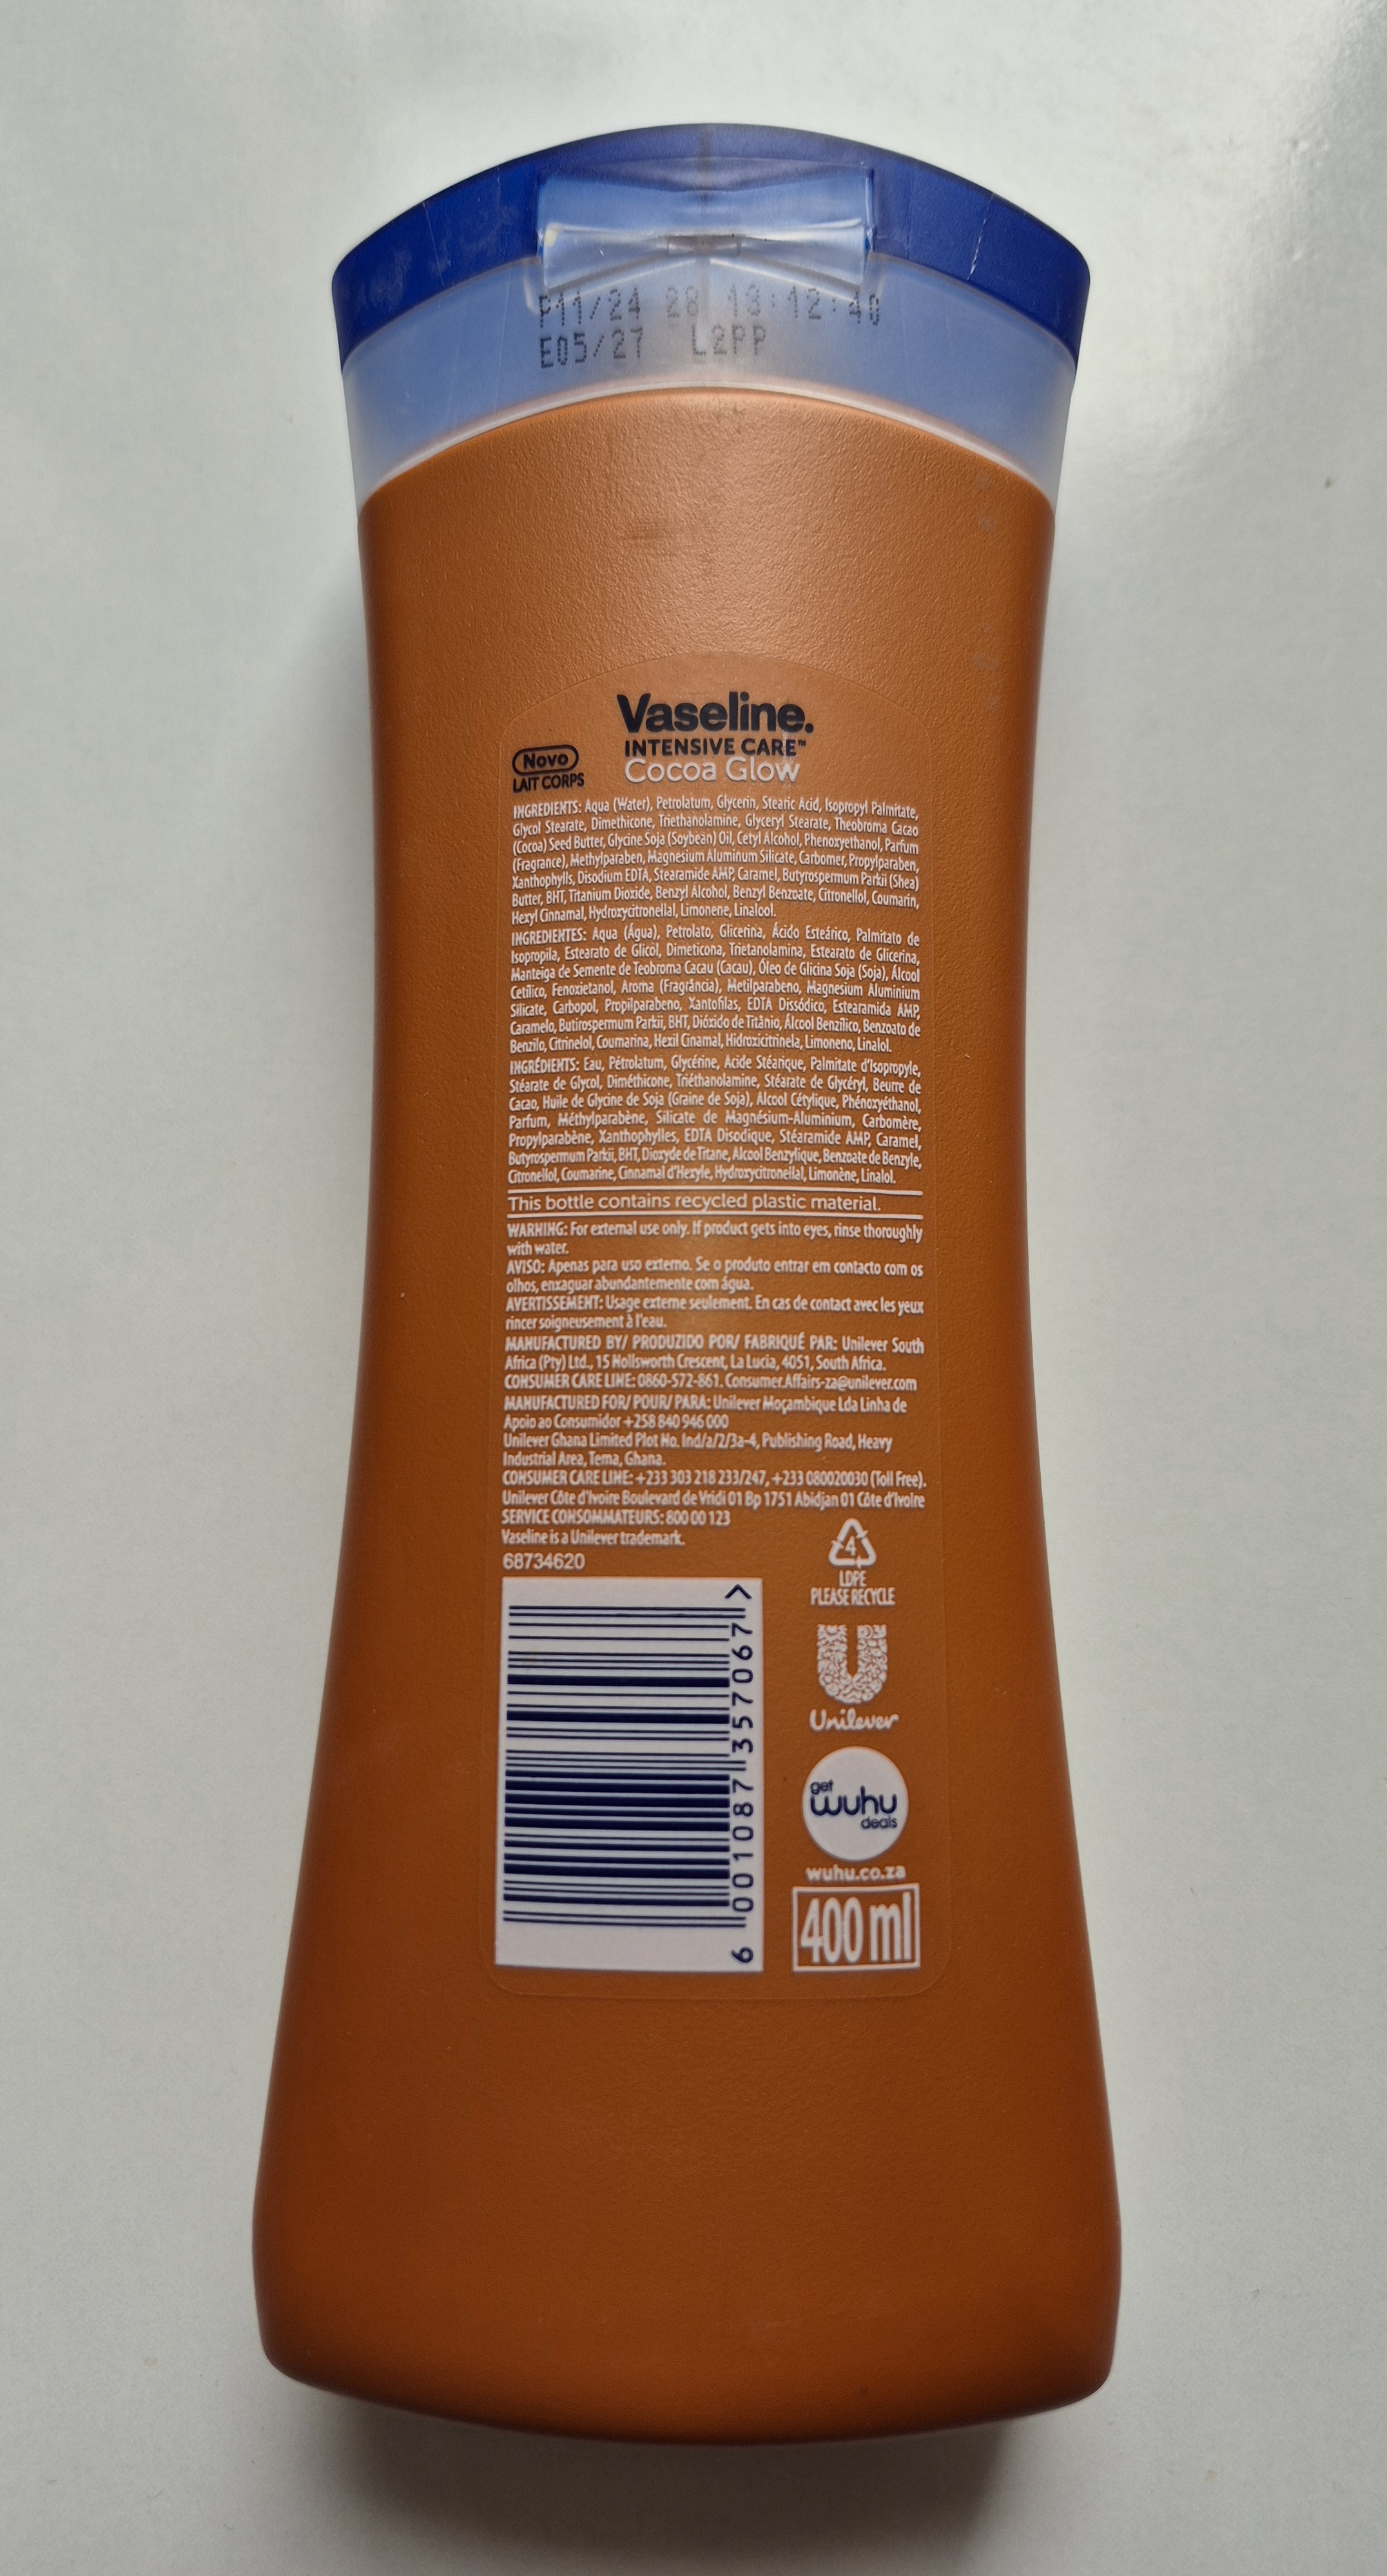 P11/24 28 13:12:40
E05/27 L2PP
Vaseline.
INTENSIVE CARE™
Cocoa Glow
Novo
LAIT CORPS
INGREDIENTS: Aqua (Water), Petrolatum, Glycerin, Stearic Acid, Isopropyl Palmitate,
Glycol Stearate, Dimethicone, Triethanolamine, Glyceryl Stearate, Theobroma Cacao
(Cocoa) Seed Butter, Glycine Soja (Soybean) Oil, Cetyl Alcohol, Phenoxyethanol, Parfum
(Fragrance), Methylparaben, Magnesium Aluminum Silicate, Carbomer, Propylparaben,
Xanthophylls, Disodium EDTA, Stearamide AMP, Caramel, Butyrospermum Parkii (Shea)
Butter, BHT, Titanium Dioxide, Benzyl Alcohol, Benzyl Benzoate, Citronellol, Coumarin,
Hexyl Cinnamal, Hydroxycitronellal, Limonene, Linalool.
INGREDIENTES: Aqua (Água), Petrolato, Glicerina, Ácido Esteárico, Palmitato de
Isopropila, Estearato de Glicòl, Dimeticona, Trietanolamina, Estearato de Glicerina,
Manteiga de Semente de Teobroma Cacau (Cacau), Óleo de Glicina Soja (Soja), Álcool
Cetílico, Fenoxietanol, Aroma (Fragrância), Metilparabeno, Magnesium Aluminium
Silicate, Carbopol, Propilparabeno, Xantofilas, EDTA Dissódico, Estearamida AMP,
Caramelo, Butirospermum Parkii, BHT, Dióxido de Titânio, Álcool Benzílico, Benzoato de
Benzilo, Citrinelol, Coumarina, Hexil Cinamal, Hidroxicitrinela, Limoneno, Linalol.
INGRÉDIENTS: Eau, Pétrolatum, Glycérine, Acide Stéarique, Palmitate d'Isopropyle,
Stéarate de Glycol, Diméthicone, Triéthanolamine, Stéarate de Glycéryl, Beurre de
Cacao, Huile de Glycine de Soja (Graine de Soja), Alcool Cétylique, Phénoxyéthanol,
Parfum, Méthylparabène, Silicate de Magnésium-Aluminium, Carbomère,
Propylparabène, Xanthophylles, EDTA Disodique, Stéaramide AMP, Caramel,
Butyrospermum Parkii, BHT, Dioxyde de Titane, Alcool Benzylique, Benzoate de Benzyle,
Citronellol, Coumarine, Cinnamal d'Hexyle, Hydroxycitronellal, Limonène, Linalol.
This bottle contains recycled plastic material.
WARNING: For external use only. If product gets into eyes, rinse thoroughly
with water.
AVISO: Apenas para uso externo. Se o produto entrar em contacto com os
olhos, enxaguar abundantemente com água.
AVERTISSEMENT: Usage externe seulement. En cas de contact avec les yeux
rincer soigneusement à l'eau.
MANUFACTURED BY/ PRODUZIDO POR/ FABRIQUÉ PAR: Unilever South
Africa (Pty) Ltd., 15 Nollsworth Crescent, La Lucia, 4051, South Africa.
CONSUMER CARE LINE: 0860-572-861. Consumer.Affairs-za@unilever.com
MANUFACTURED FOR/ POUR/ PARA: Unilever Moçambique Lda Linha de
Apoio ao Consumidor +258 840 946 000
Unilever Ghana Limited Plot No. Ind/a/2/3a-4, Publishing Road, Heavy
Industrial Area, Tema, Ghana.
CONSUMER CARE LINE: +233 303 218 233/247, +233 080020030 (Toll Free).
Unilever Côte d'Ivoire Boulevard de Vridi 01 Bp 1751 Abidjan 01 Côte d'Ivoire
SERVICE CONSOMMATEURS: 800 00 123
Vaseline is a Unilever trademark.
68734620
4
LDPE
PLEASE RECYCLE
Unilever
get
wuhu
deals
wuhu.co.za
400 ml
6 001087 357067 >